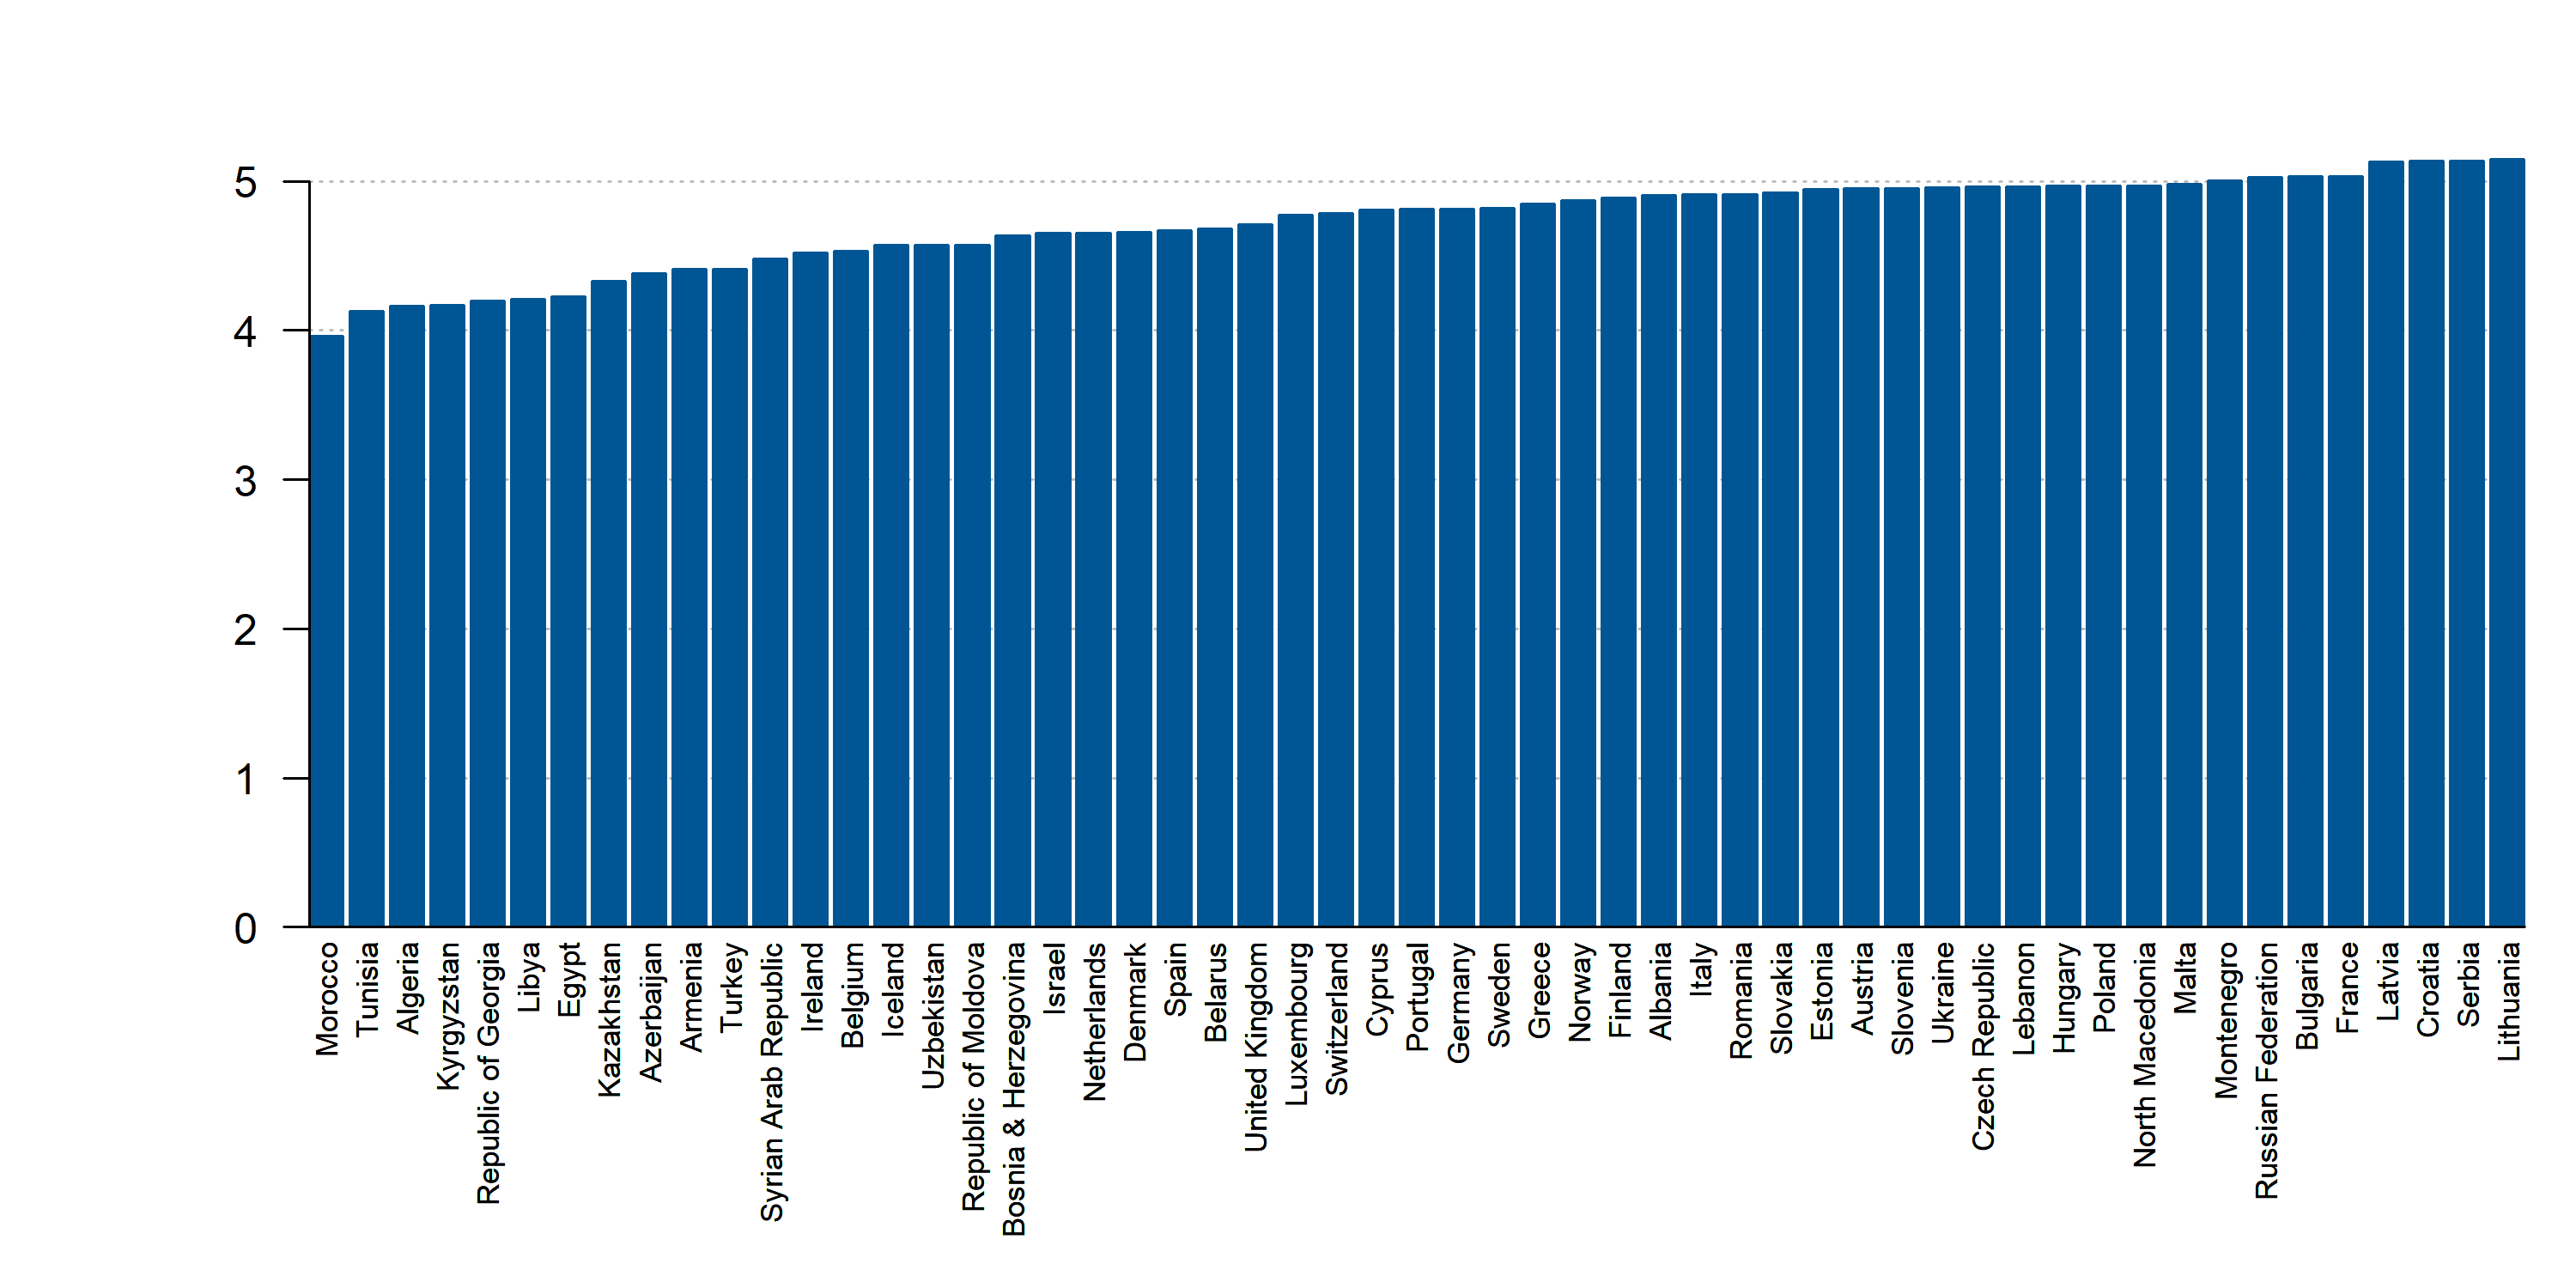 5
4
3
2
1
0
Morocco
Tunisia
Algeria
Kyrgyzstan
Republic of Georgia
Libya
Egypt
Kazakhstan
Azerbaijan
Armenia
Turkey
Syrian Arab Republic
Ireland
Belgium
Iceland
Uzbekistan
Republic of Moldova
Bosnia & Herzegovina
Israel
Netherlands
Denmark
Spain
Belarus
United Kingdom
Luxembourg
Switzerland
Cyprus
Portugal
Germany
Sweden
Greece
Norway
Finland
Albania
Italy
Romania
Slovakia
Estonia
Austria
Slovenia
Ukraine
Czech Republic
Lebanon
Hungary
Poland
North Macedonia
Malta
Montenegro
Russian Federation
Bulgaria
France
Latvia
Croatia
Serbia
Lithuania